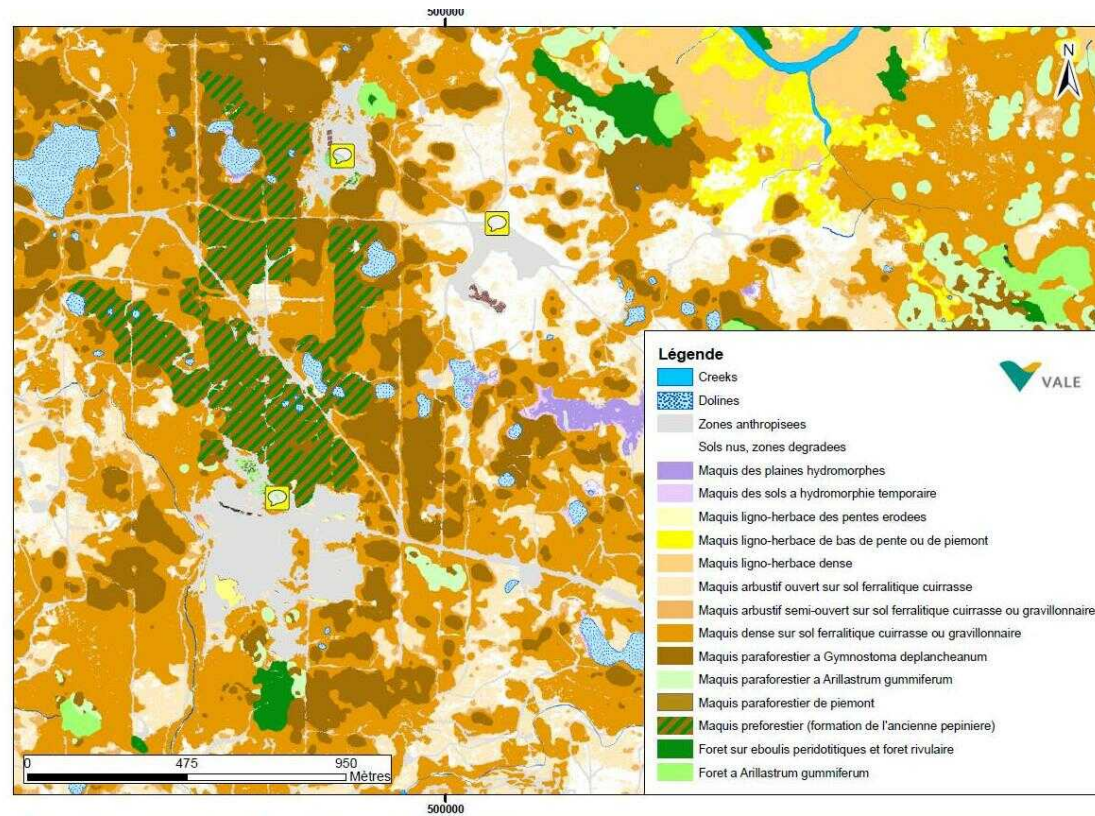 500000
N
Légende
VALE
Creeks
Dolines
Zones anthropisees
Sols nus, zones degradees
Maquis des plaines hydromorphes
Maquis des sols a hydromorphie temporaire
Maquis ligno-herbace des pentes erodees
Maquis ligno-herbace de bas de pente ou de piemont
Maquis ligno-herbace dense
Maquis arbustif ouvert sur sol ferralitique cuirrasse
Maquis arbustif semi-ouvert sur sol ferralitique cuirrasse ou gravillonnaire
Maquis dense sur sol ferralitique cuirrasse ou gravillonnaire
Maquis paraforestier a Gymnostoma deplancheanum
Maquis paraforestier a Arillastrum gummiferum
Maquis paraforestier de piemont
Maquis preforestier (formation de l'ancienne pepiniere)
Foret sur eboulis peridotitiques et foret rivulaire
Foret a Arillastrum gummiferum
0 475 950
Mètres
500000